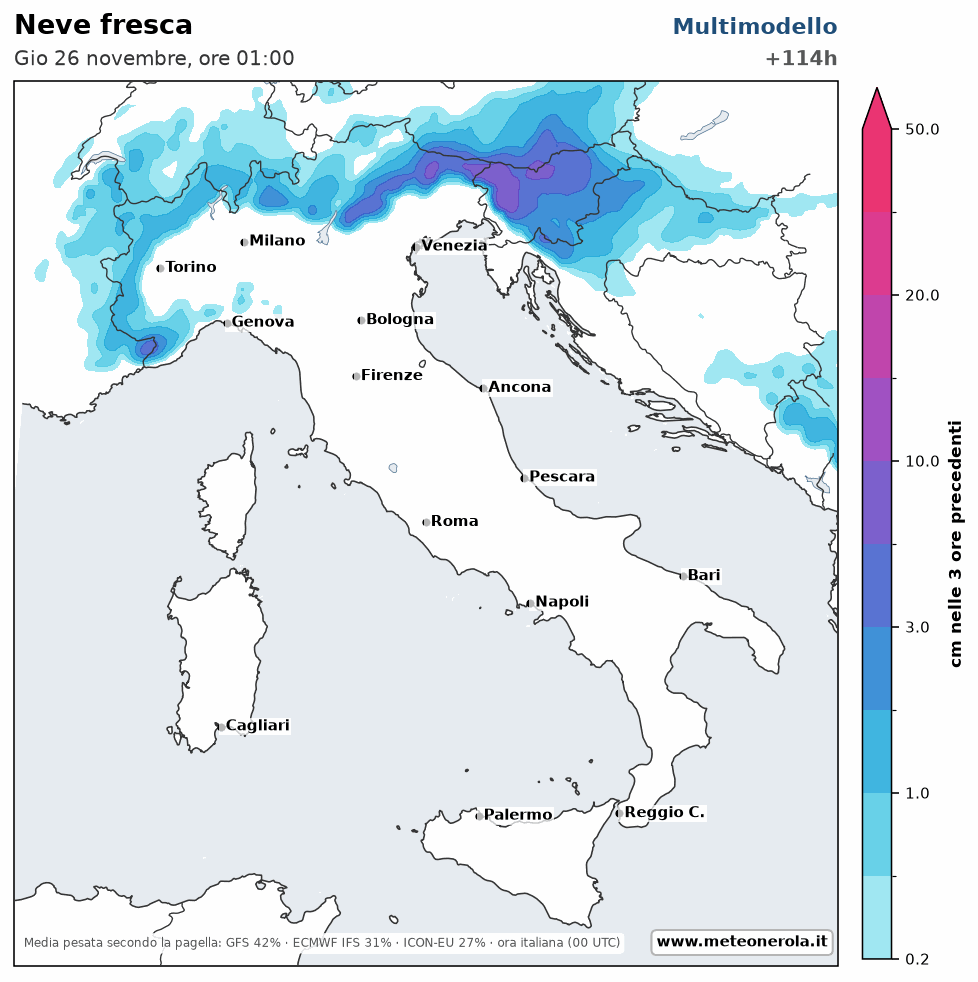 Neve fresca
Multimodello
Gio 26 novembre, ore 01:00
+114h
50.0
20.0
10.0
3.0
1.0
0.2
cm nelle 3 ore precedenti
Milano
Venezia
Torino
Genova
Bologna
Firenze
Ancona
Pescara
Roma
Bari
Napoli
Cagliari
Palermo
Reggio C.
Media pesata secondo la pagella: GFS 42% · ECMWF IFS 31% · ICON-EU 27% · ora italiana (00 UTC)
www.meteonerola.it